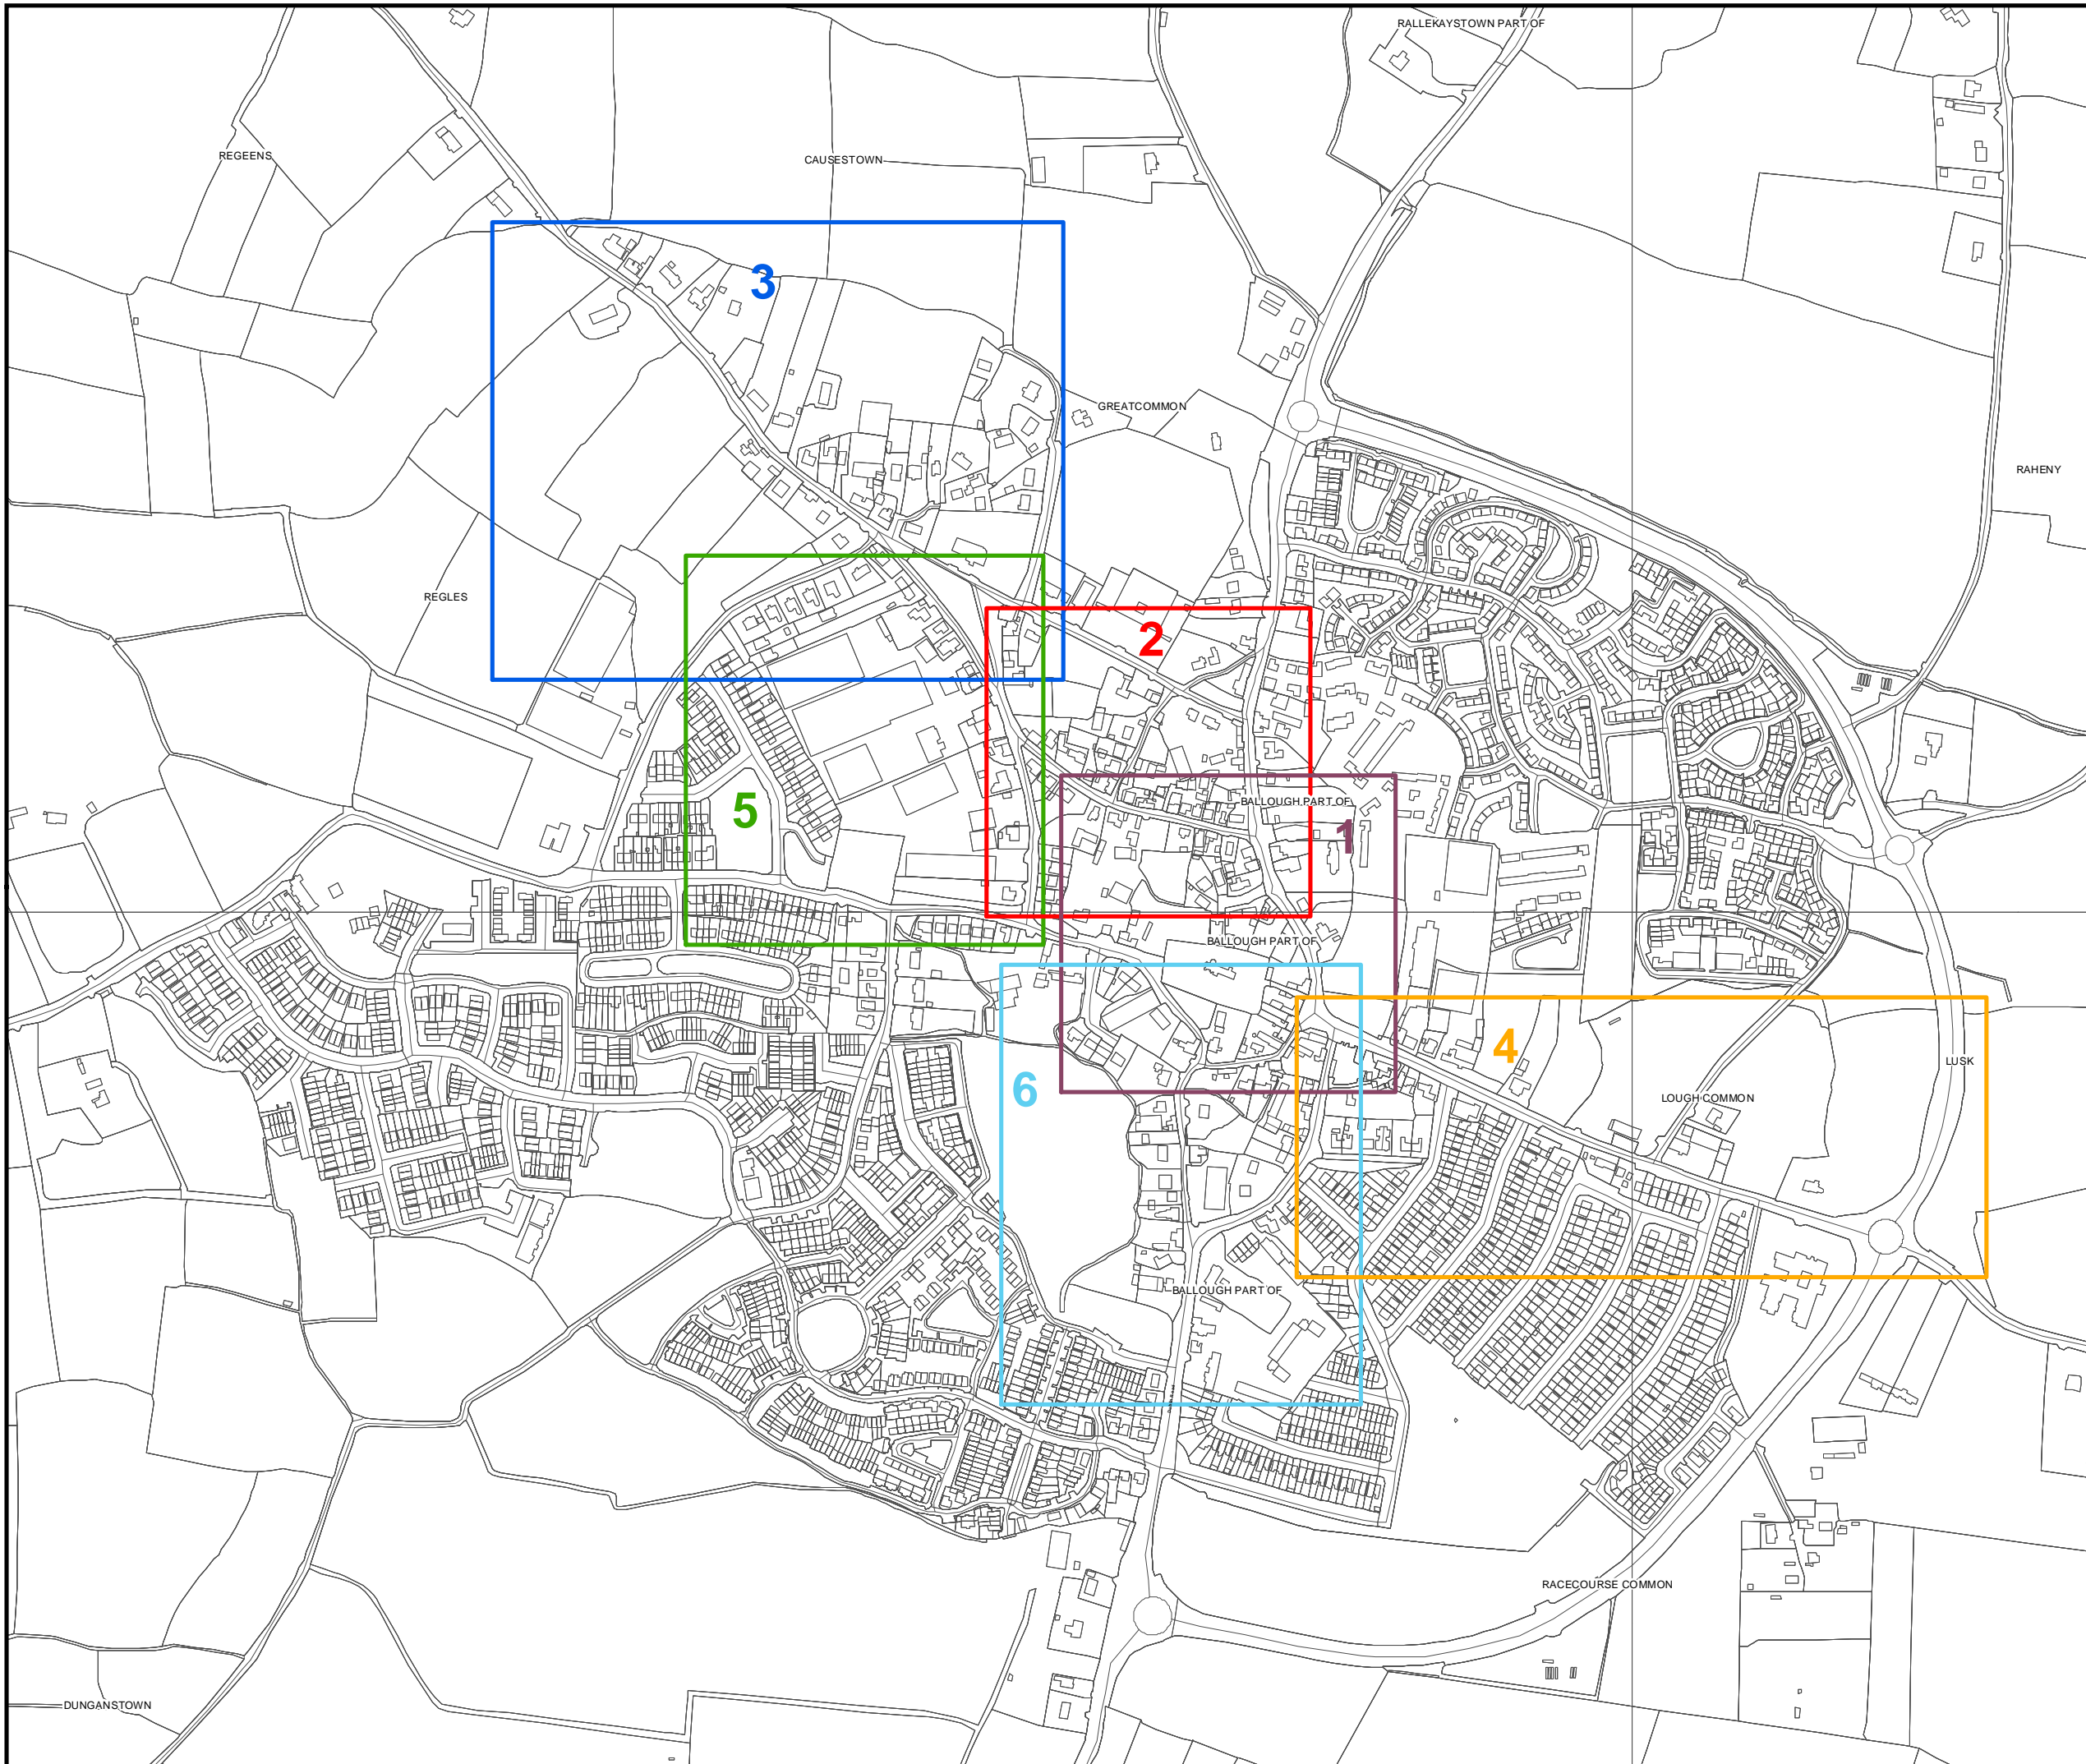 RALLEKAYSTOWN PART OF
REGEENS
CAUSESTOWN
3
GREATCOMMON
RAHENY
REGLES
2
BALLOUGH PART OF
5
1
BALLOUGH PART OF
4
LUSK
6
LOUGH COMMON
BALLOUGH PART OF
RACECOURSE COMMON
DUNGANSTOWN